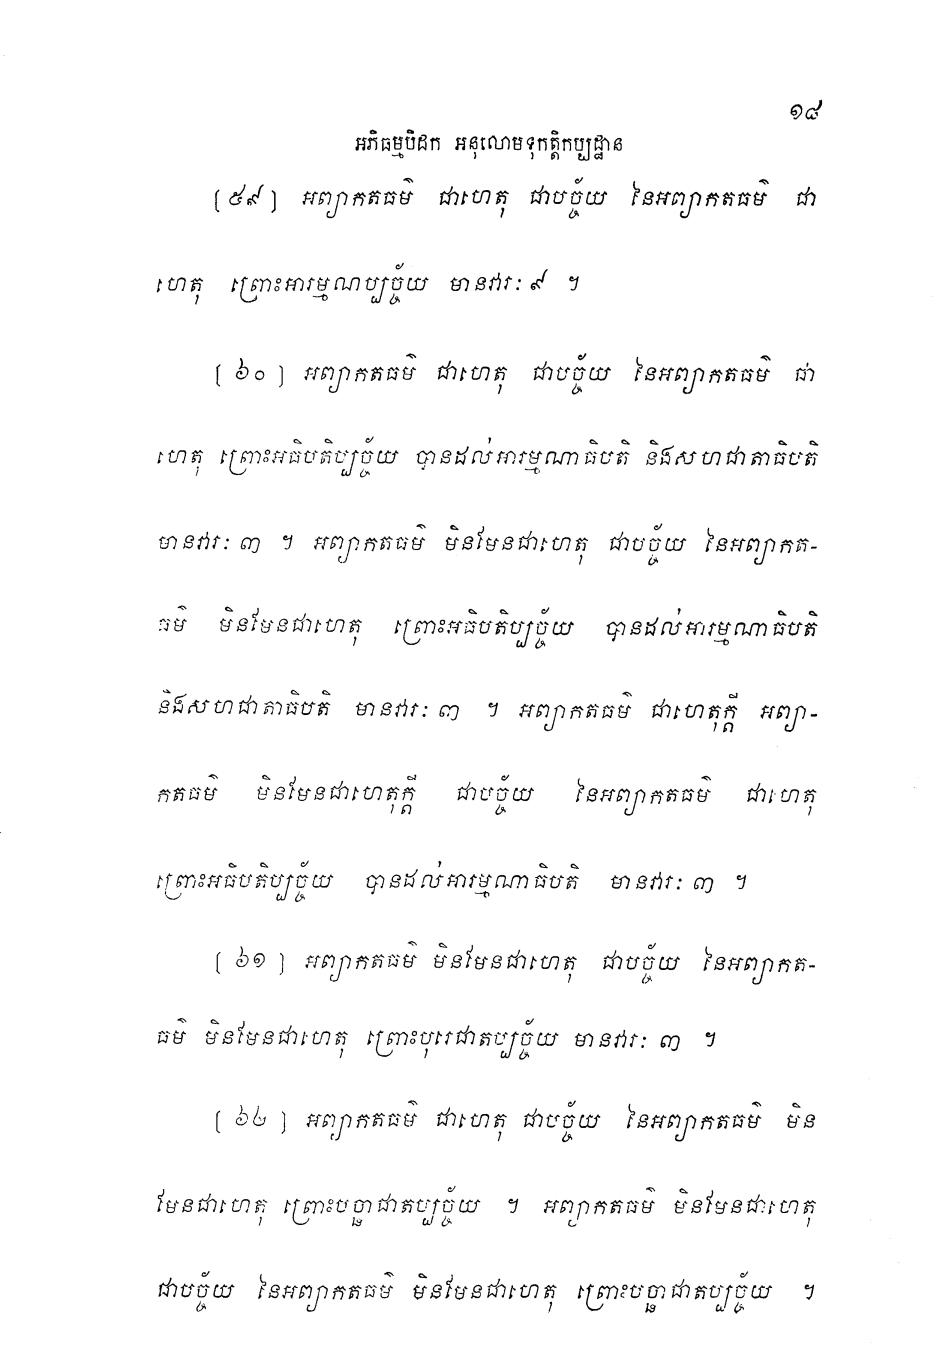 ១៨
អភិធម្មបិដក អនុលោមទុកត្តិកប្បដ្ឋាន
[៥៩] អព្យាកតធម៌ ជាហេតុ ជាបច្ច័យ នៃអព្យាកតធម៌ ជា
ហេតុ ព្រោះអារម្មណប្បច្ច័យ មានវារៈ ៩ ។
[៦០] អព្យាកតធម៌ ជាហេតុ ជាបច្ច័យ នៃអព្យាកតធម៌ ជា
ហេតុ ព្រោះអធិបតិប្បច្ច័យ បានដល់អារម្មណាធិបតិ និងសហជាតាធិបតិ
មានវារៈ ៣ ។ អព្យាកតធម៌ មិនមែនជាហេតុ ជាបច្ច័យ នៃអព្យាកត-
ធម៌ មិនមែនជាហេតុ ព្រោះអធិបតិប្បច្ច័យ បានដល់អារម្មណាធិបតិ
និងសហជាតាធិបតិ មានវារៈ ៣ ។ អព្យាកតធម៌ ជាហេតុក្តី អព្យា-
កតធម៌ មិនមែនជាហេតុក្តី ជាបច្ច័យ នៃអព្យាកតធម៌ ជាហេតុ
ព្រោះអធិបតិប្បច្ច័យ បានដល់អារម្មណាធិបតិ មានវារៈ ៣ ។
[៦១] អព្យាកតធម៌ មិនមែនជាហេតុ ជាបច្ច័យ នៃអព្យាកត-
ធម៌ មិនមែនជាហេតុ ព្រោះបុរេជាតប្បច្ច័យ មានវារៈ ៣ ។
[៦៤] អព្យាកតធម៌ ជាហេតុ ជាបច្ច័យ នៃអព្យាកតធម៌ មិន
មែនជាហេតុ ព្រោះបច្ឆាជាតប្បច្ច័យ ។ អព្យាកតធម៌ មិនមែនជាហេតុ
ជាបច្ច័យ នៃអព្យាកតធម៌ មិនមែនជាហេតុ ព្រោះបច្ឆាជាតប្បច្ច័យ ។